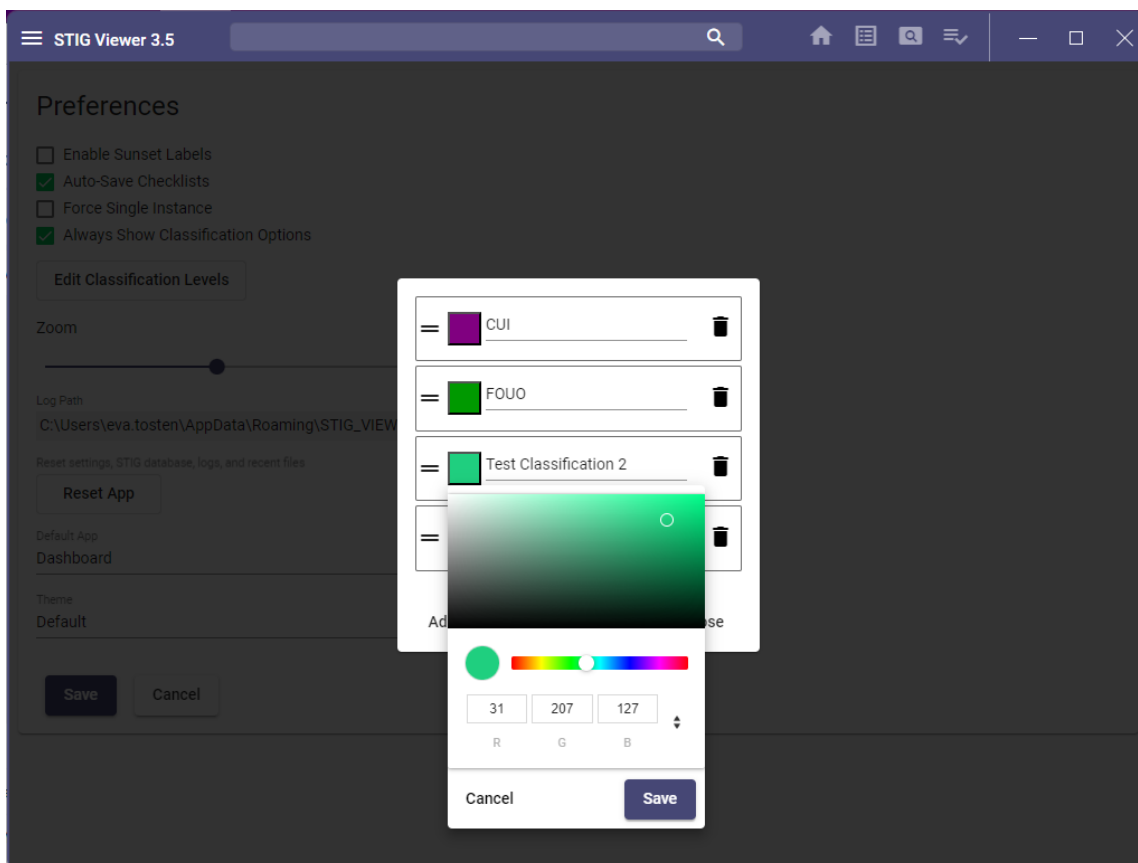 STIG Viewer 3.5
Preferences
Enable Sunset Labels
Auto-Save Checklists
Force Single Instance
Always Show Classification Options
Edit Classification Levels
Zoom
Log Path
C:\Users\eva.tosten\AppData\Roaming\STIG_VIEW
Reset settings, STIG database, logs, and recent files
Reset App
Default App
Dashboard
Theme
Default
Save Cancel
CUI
FOUO
Test Classification 2
Ad ose
31 207 127
R G B
Cancel Save